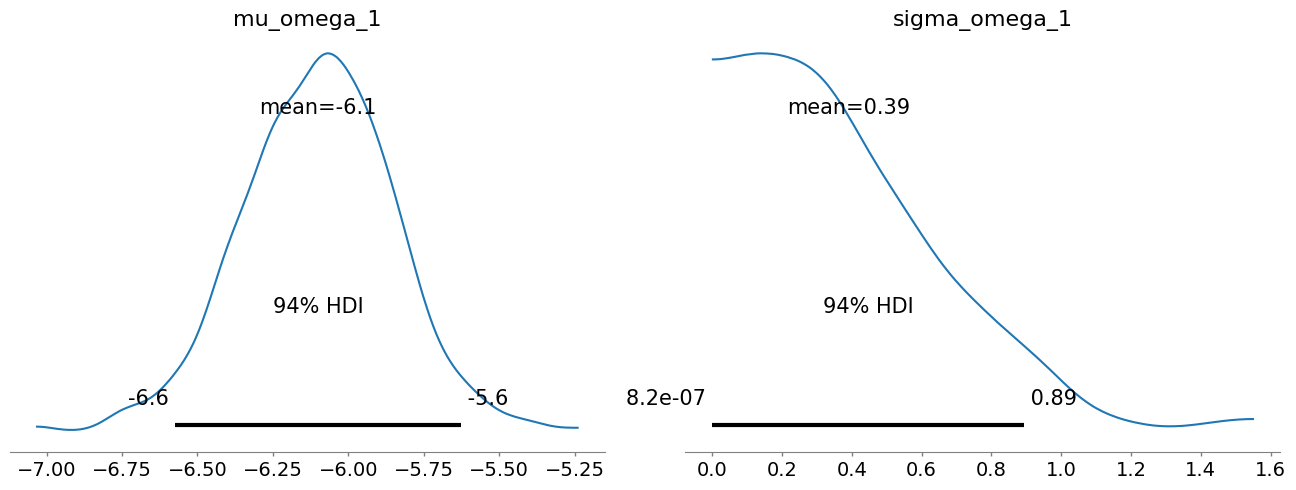 mu_omega_1
mean=-6.1
94% HDI
-6.6
-5.6
−7.00 −6.75 −6.50 −6.25 −6.00 −5.75 −5.50 −5.25
sigma_omega_1
mean=0.39
94% HDI
8.2e-07
0.89
0.0 0.2 0.4 0.6 0.8 1.0 1.2 1.4 1.6